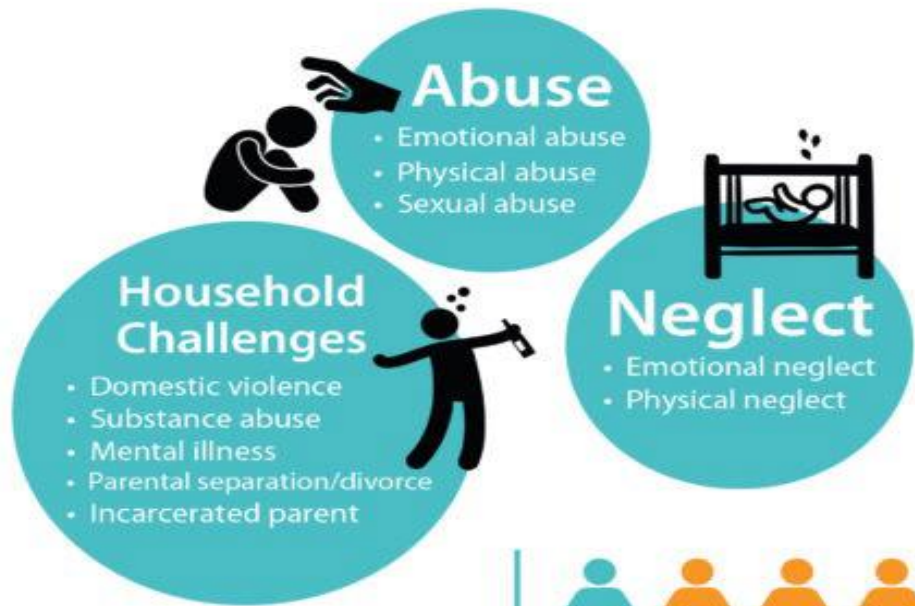 Abuse
• Emotional abuse
• Physical abuse
• Sexual abuse
Household
Challenges
• Domestic violence
• Substance abuse
• Mental illness
• Parental separation/divorce
• Incarcerated parent
Neglect
• Emotional neglect
• Physical neglect